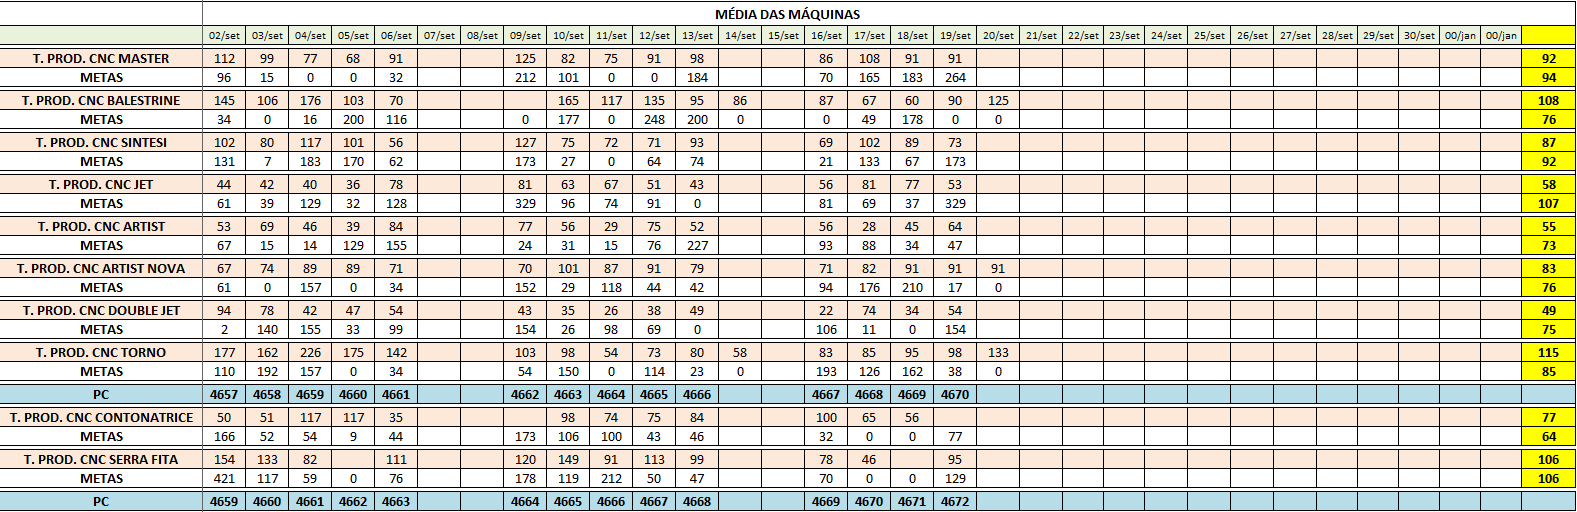 MÉDIA DAS MÁQUINAS
02/set 03/set 04/set 05/set 06/set 07/set 08/set 09/set 10/set 11/set 12/set 13/set 14/set 15/set 16/set 17/set 18/set 19/set 20/set 21/set 22/set 23/set 24/set 25/set 26/set 27/set 28/set 29/set 30/set 00/jan 00/jan
T. PROD. CNC MASTER 112 99 77 68 91 125 82 75 91 98 86 108 91 91 92
METAS 96 15 0 0 32 212 101 0 0 184 70 165 183 264 94
T. PROD. CNC BALESTRINE 145 106 176 103 70 165 117 135 95 86 87 67 60 90 125 108
METAS 34 0 16 200 116 0 177 0 248 200 0 0 49 178 0 0 76
T. PROD. CNC SINTESI 102 80 117 101 56 127 75 72 71 93 69 102 89 73 87
METAS 131 7 183 170 62 173 27 0 64 74 21 133 67 173 92
T. PROD. CNC JET 44 42 40 36 78 81 63 67 51 43 56 81 77 53 58
METAS 61 39 129 32 128 329 96 74 91 0 81 69 37 329 107
T. PROD. CNC ARTIST 53 69 46 39 84 77 56 29 75 52 56 28 45 64 55
METAS 67 15 14 129 155 24 31 15 76 227 93 88 34 47 73
T. PROD. CNC ARTIST NOVA 67 74 89 89 71 70 101 87 91 79 71 82 91 91 91 83
METAS 61 0 157 0 34 152 29 118 44 42 94 176 210 17 0 76
T. PROD. CNC DOUBLE JET 94 78 42 47 54 43 35 26 38 49 22 74 34 54 49
METAS 2 140 155 33 99 154 26 98 69 0 106 11 0 154 75
T. PROD. CNC TORNO 177 162 226 175 142 103 98 54 73 80 58 83 85 95 98 133 115
METAS 110 192 157 0 34 54 150 0 114 23 0 193 126 162 38 0 85
PC 4657 4658 4659 4660 4661 4662 4663 4664 4665 4666 4667 4668 4669 4670
T. PROD. CNC CONTONATRICE 50 51 117 117 35 98 74 75 84 100 65 56 77
METAS 166 52 54 9 44 173 106 100 43 46 32 0 0 77 64
T. PROD. CNC SERRA FITA 154 133 82 111 120 149 91 113 99 78 46 95 106
METAS 421 117 59 0 76 178 119 212 50 47 70 0 0 129 106
PC 4659 4660 4661 4662 4663 4664 4665 4666 4667 4668 4669 4670 4671 4672